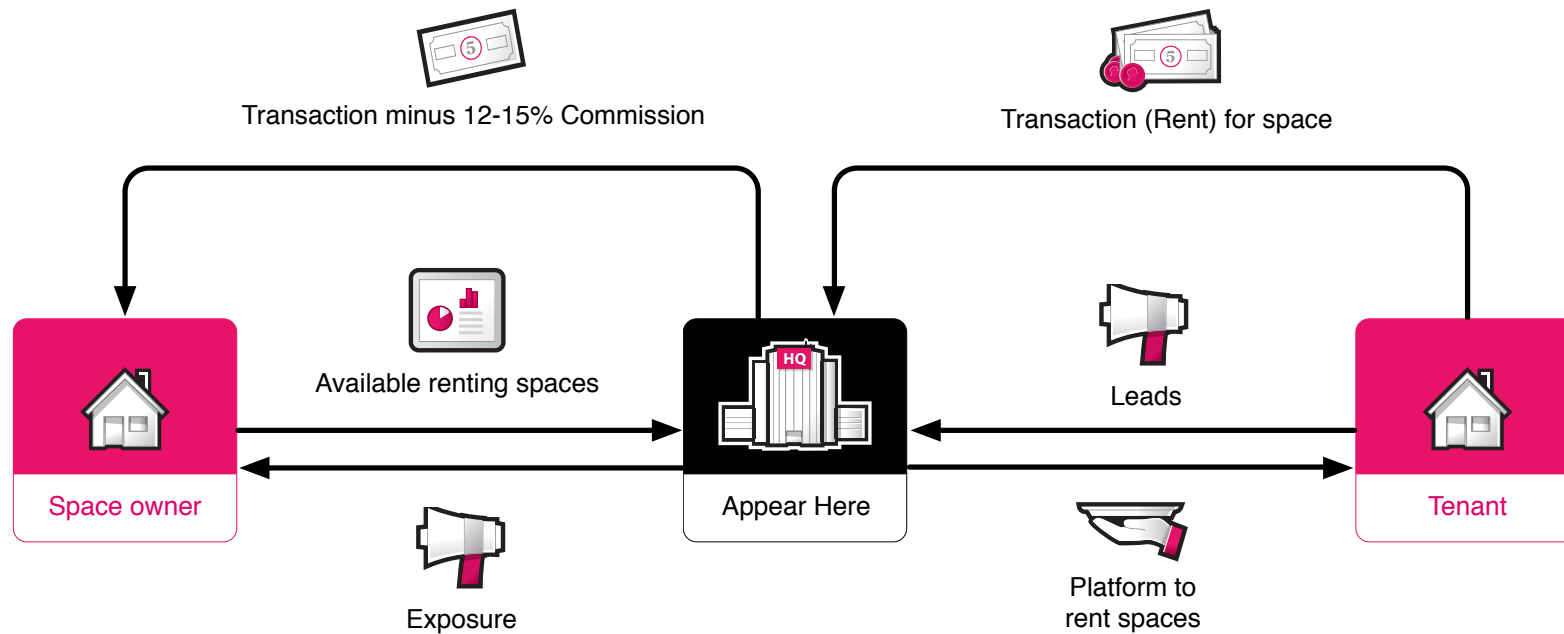 5
5
Transaction minus 12-15% Commission
Transaction (Rent) for space
HQ
Available renting spaces
Leads
Space owner
Appear Here
Tenant
Exposure
Platform to
rent spaces